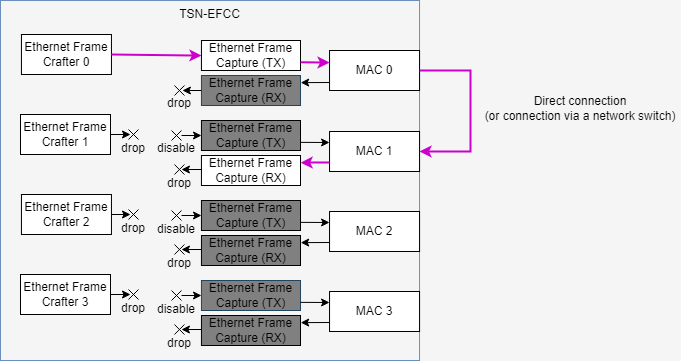 TSN-EFCC
Ethernet Frame
Crafter 0
Ethernet Frame
Capture (TX)
MAC 0
Ethernet Frame
Capture (RX)
drop
Direct connection
(or connection via a network switch)
Ethernet Frame
Crafter 1
drop
disable
Ethernet Frame
Capture (TX)
MAC 1
Ethernet Frame
Capture (RX)
drop
Ethernet Frame
Crafter 2
drop
disable
Ethernet Frame
Capture (TX)
MAC 2
Ethernet Frame
Capture (RX)
drop
Ethernet Frame
Crafter 3
drop
disable
Ethernet Frame
Capture (TX)
MAC 3
Ethernet Frame
Capture (RX)
drop